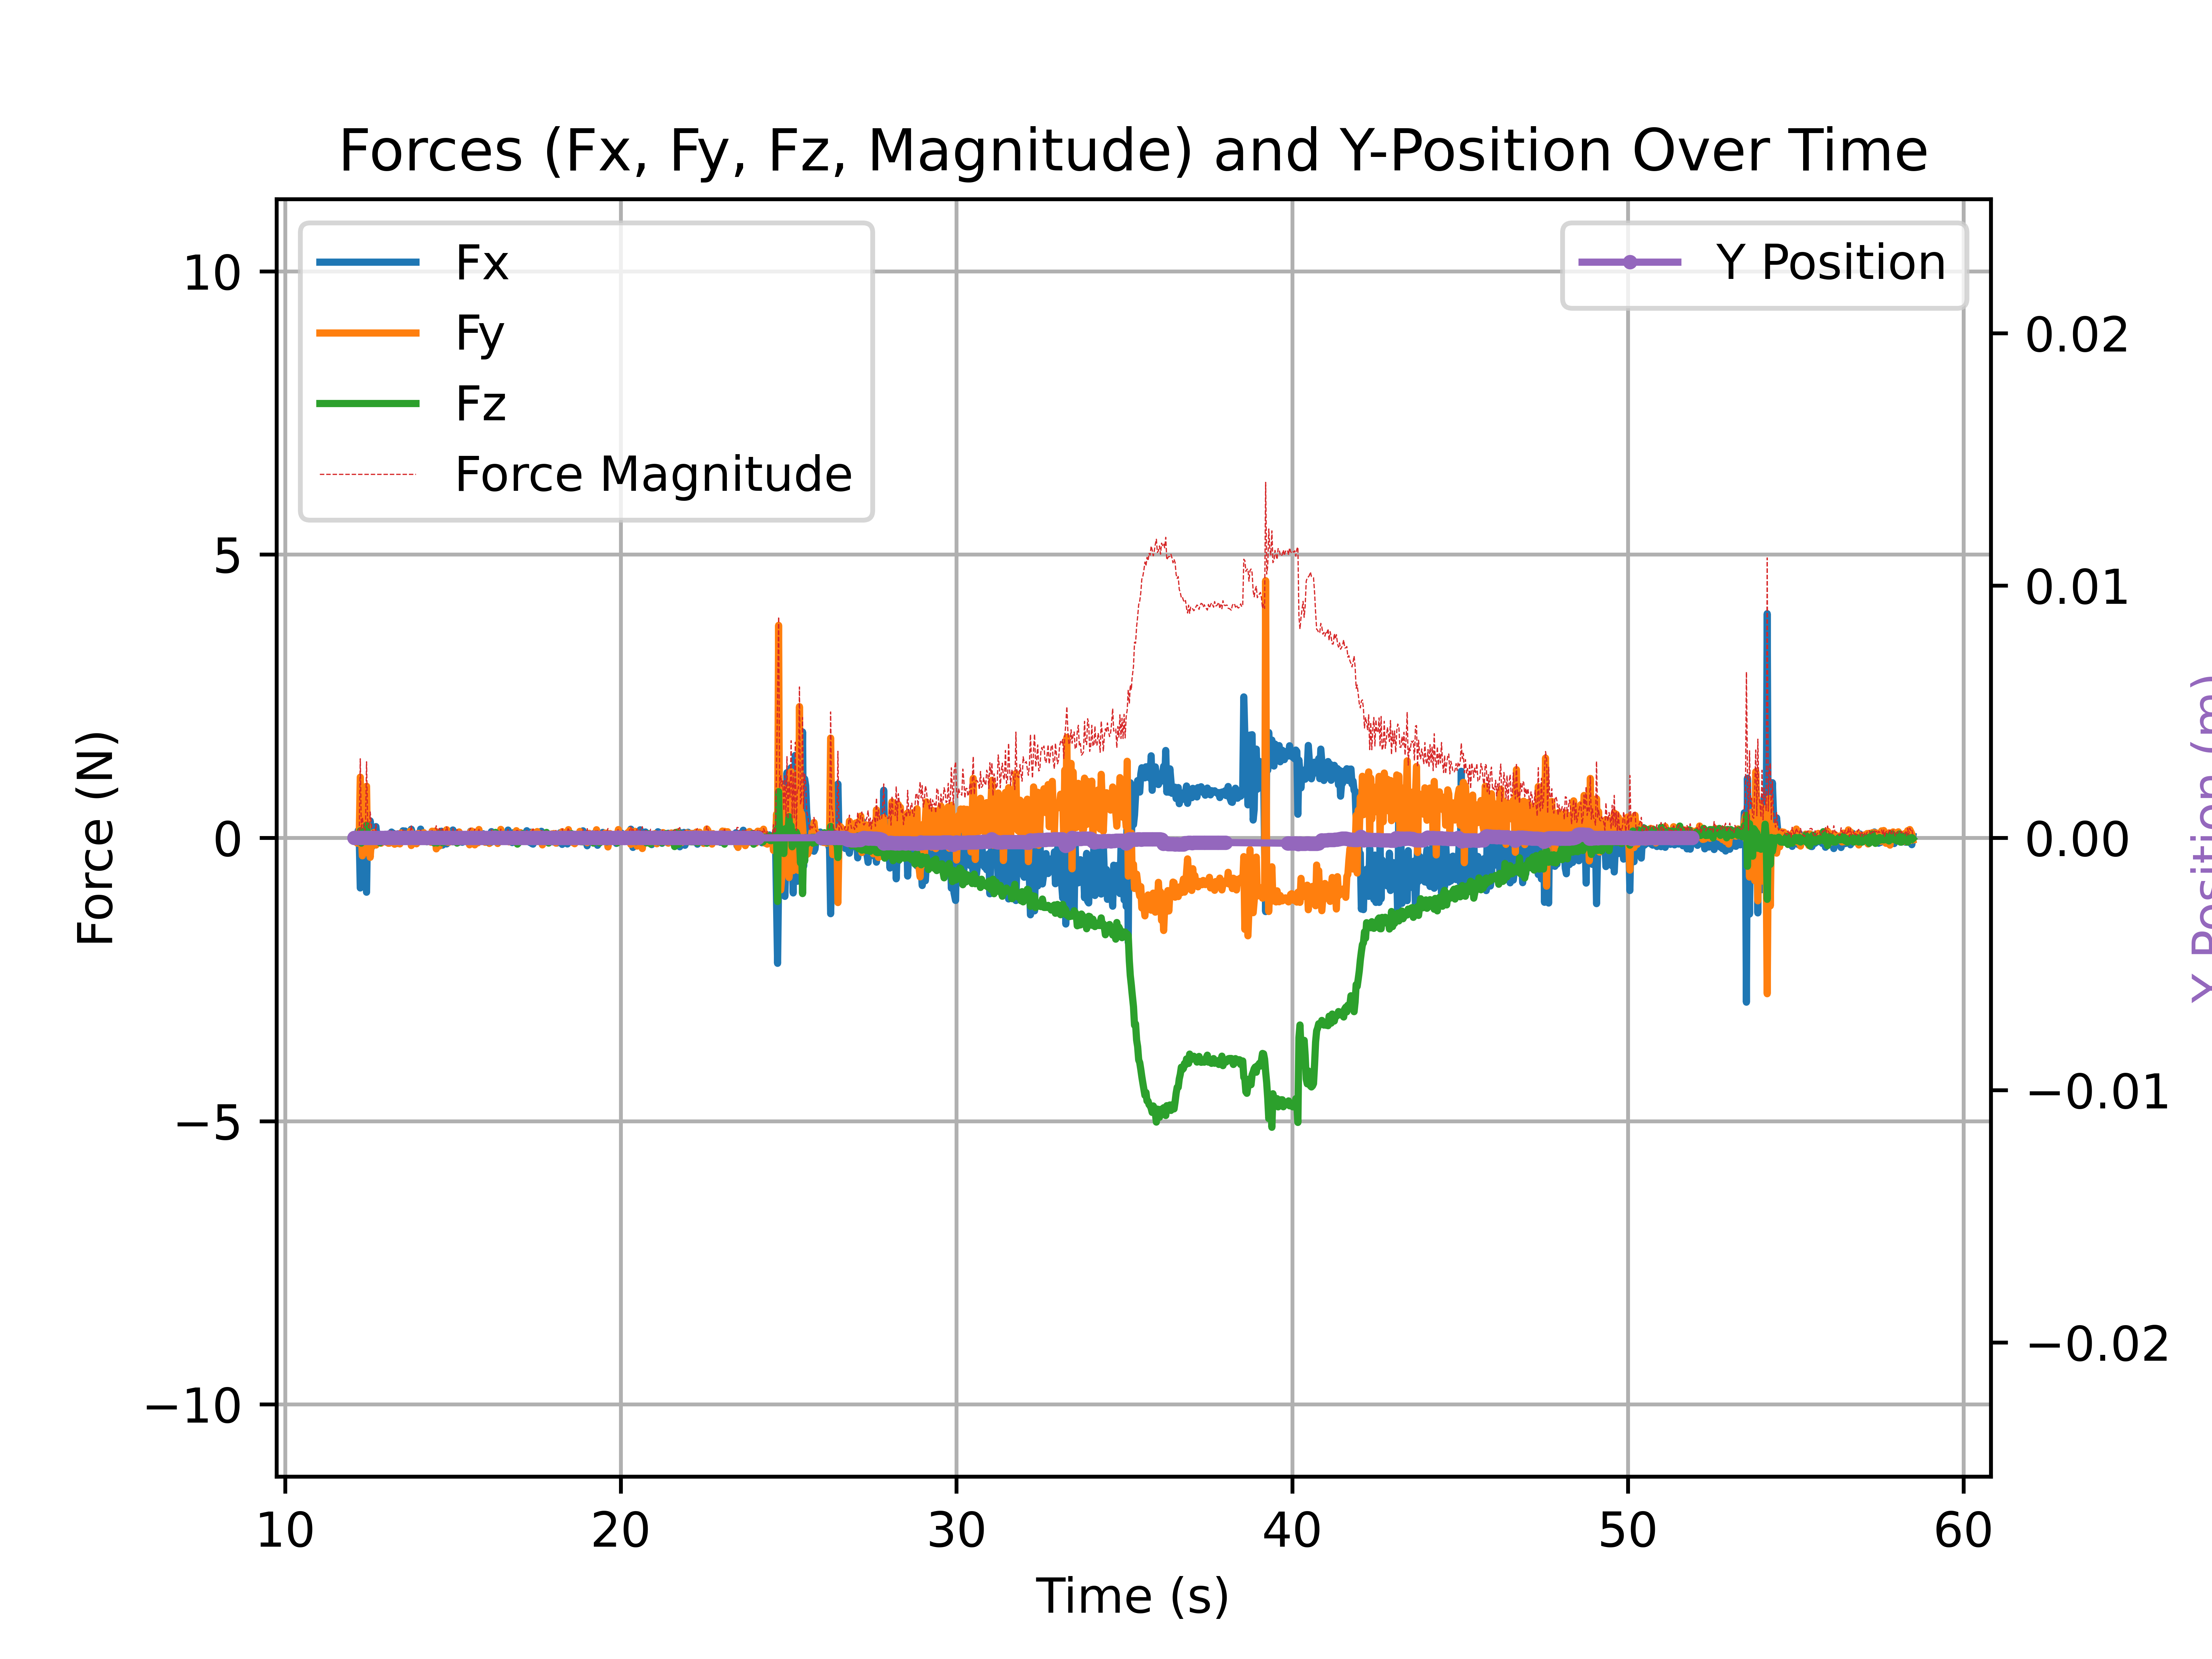 Forces (Fx, Fy, Fz, Magnitude) and Y-Position Over Time
Fx
Fy
Fz
Force Magnitude
Y Position
10
5
0
−5
−10
Force (N)
0.02
0.01
0.00
−0.01
−0.02
Y Position (m)
10
20
30
40
50
60
Time (s)